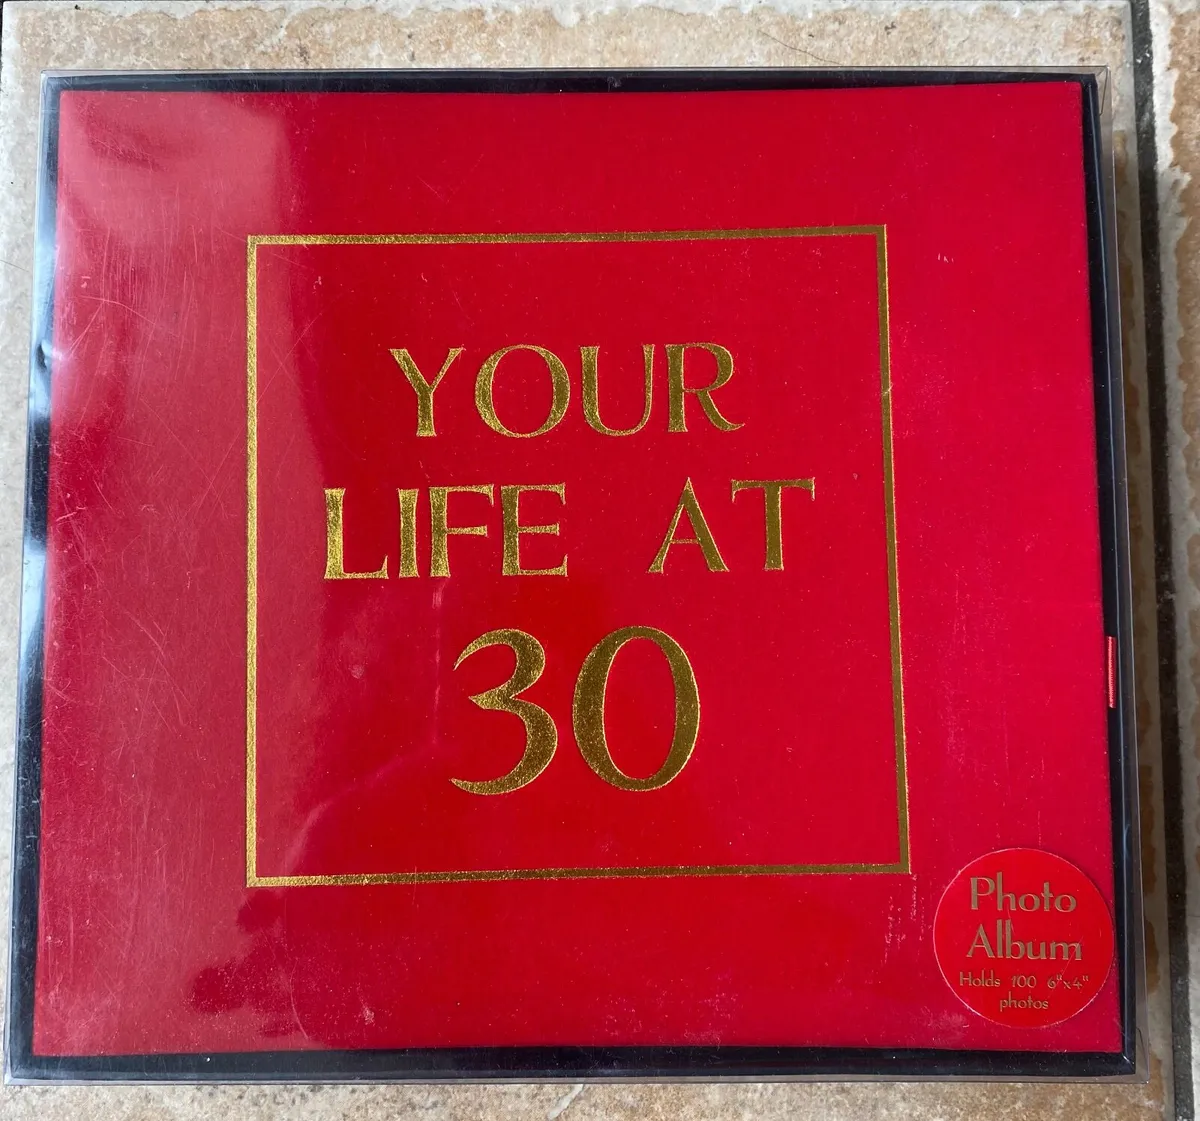 YOUR
LIFE AT
30
Photo
Album
Holds 100 6"x4"
photos